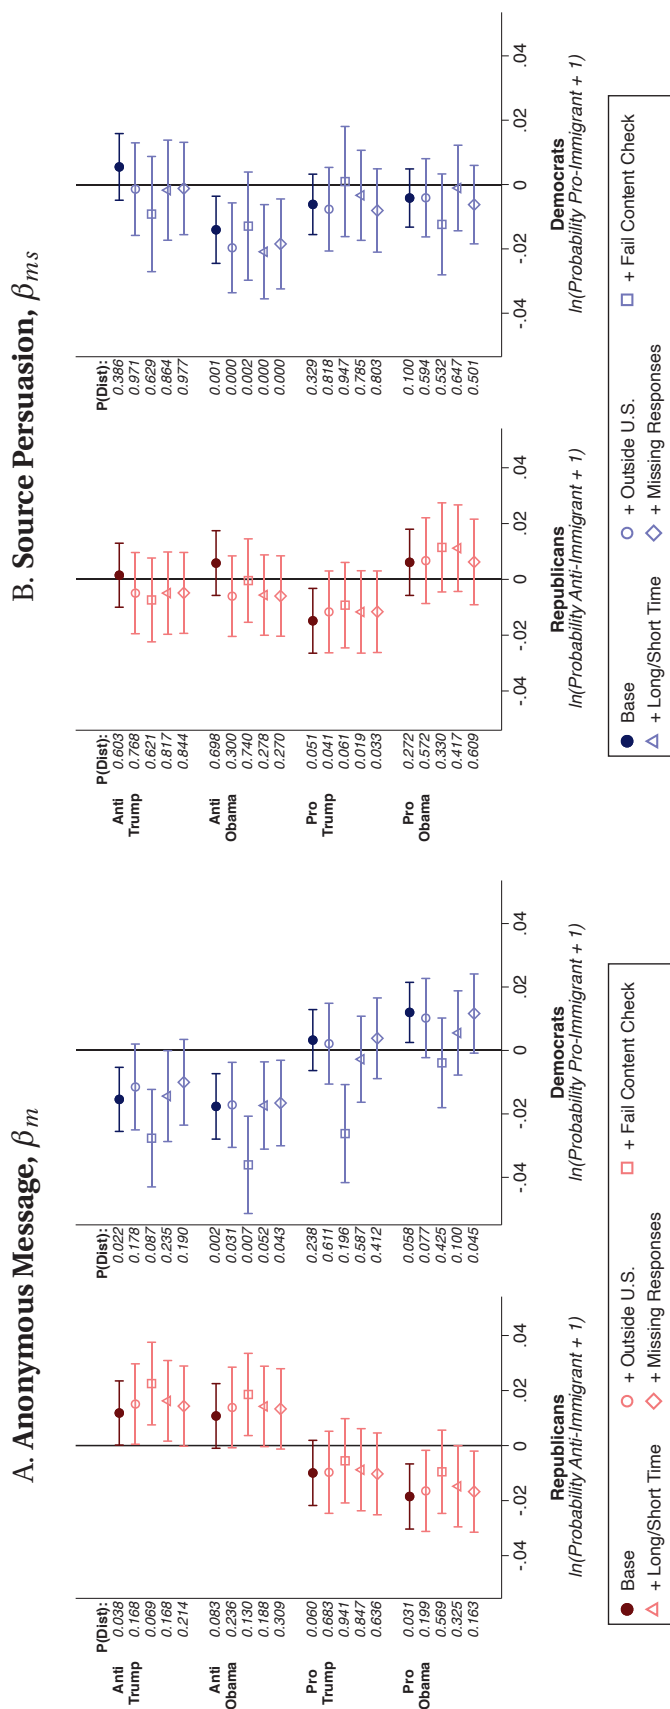 A. Anonymous Message, βm
P(Dist):
Anti
Trump
0.038
0.168
0.069
0.168
0.214
Anti
Obama
0.083
0.236
0.130
0.188
0.309
Pro
Trump
0.060
0.683
0.941
0.847
0.636
Pro
Obama
0.031
0.199
0.569
0.325
0.163
-.04 -.02 0 .02 .04
Republicans
ln(Probability Anti-Immigrant + 1)
P(Dist):
0.022
0.178
0.087
0.235
0.190
0.002
0.031
0.007
0.052
0.043
0.238
0.611
0.196
0.587
0.412
0.058
0.077
0.425
0.100
0.045
-.04 -.02 0 .02 .04
Democrats
ln(Probability Pro-Immigrant + 1)
Base + Outside U.S. + Fail Content Check
+ Long/Short Time + Missing Responses
B. Source Persuasion, βms
P(Dist):
Anti
Trump
0.603
0.768
0.621
0.817
0.844
Anti
Obama
0.698
0.300
0.740
0.278
0.270
Pro
Trump
0.051
0.041
0.061
0.019
0.033
Pro
Obama
0.272
0.572
0.330
0.417
0.609
-.04 -.02 0 .02 .04
Republicans
ln(Probability Anti-Immigrant + 1)
P(Dist):
0.386
0.971
0.629
0.864
0.977
0.001
0.000
0.002
0.000
0.000
0.329
0.818
0.947
0.785
0.803
0.100
0.594
0.532
0.647
0.501
-.04 -.02 0 .02 .04
Democrats
ln(Probability Pro-Immigrant + 1)
Base + Outside U.S. + Fail Content Check
+ Long/Short Time + Missing Responses